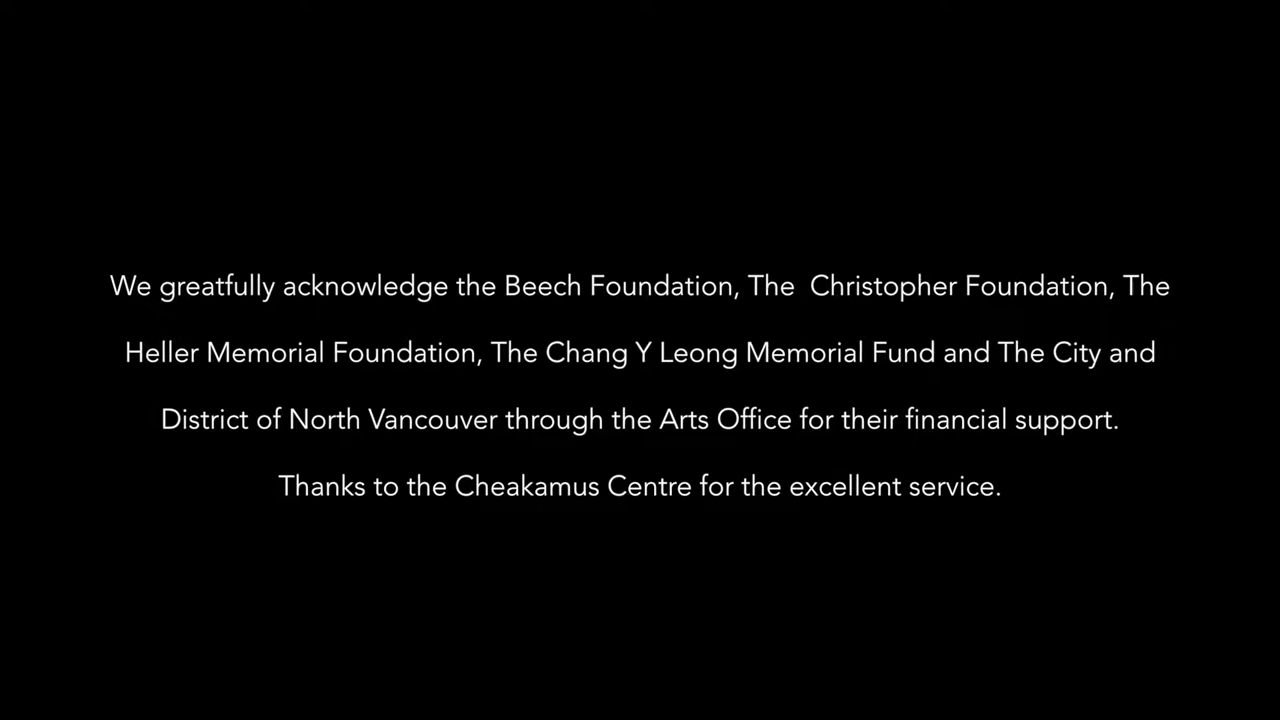 We greatfully acknowledge the Beech Foundation, The  Christopher Foundation, The
Heller Memorial Foundation, The Chang Y Leong Memorial Fund and The City and
District of North Vancouver through the Arts Office for their financial support.
Thanks to the Cheakamus Centre for the excellent service.